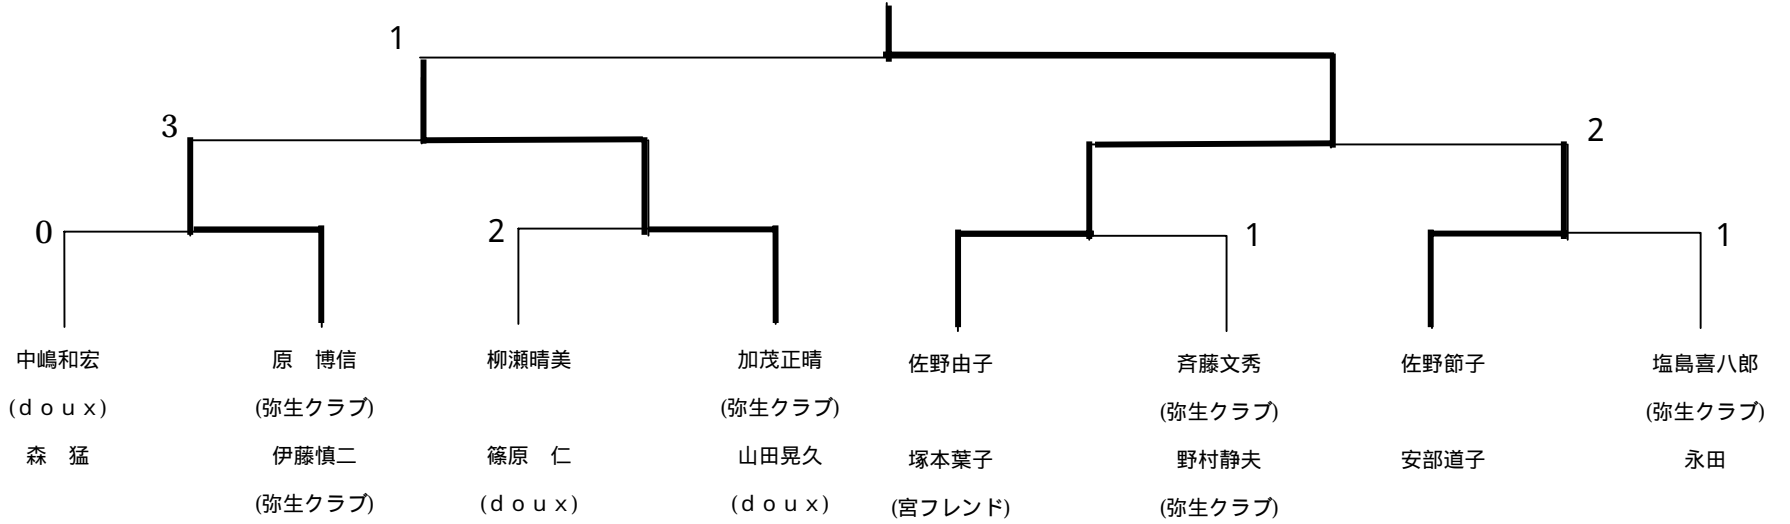 1
3
2
0
2
1
1
中嶋和宏 原　博信 柳瀬晴美 加茂正晴 佐野由子 斉藤文秀 佐野節子 塩島喜八郎
(ｄｏｕｘ) (弥生クラブ) (弥生クラブ) (弥生クラブ) (弥生クラブ)
森　猛 伊藤慎二 篠原　仁 山田晃久 塚本葉子 野村静夫 安部道子 永田
(弥生クラブ) (ｄｏｕｘ) (ｄｏｕｘ) (宮フレンド) (弥生クラブ)